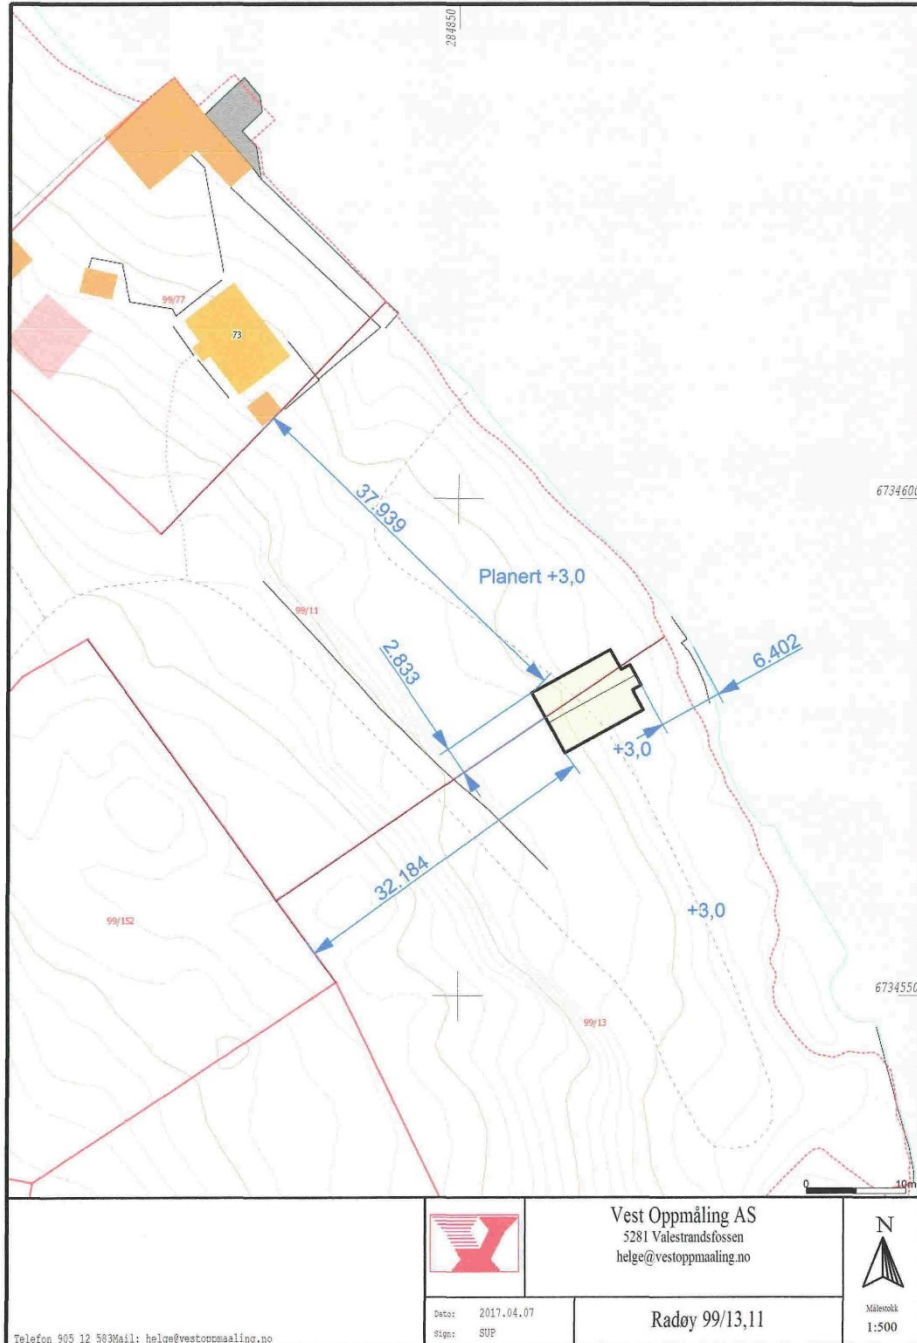 284850
99/77
73
6734600
37.939
Planert +3,0
99/11
2.833
6.402
+3,0
32.184
+3,0
99/152
6734550
99/13
0 10m
Vest Oppmåling AS
5281 Valestrandsfossen
helge@vestoppmaaling.no
N
Målestokk
1:500
Dato: 2017.04.07
Sign: SUP
Radøy 99/13,11
Telefon 905 12 583Mail: helge@vestoppmaaling.no